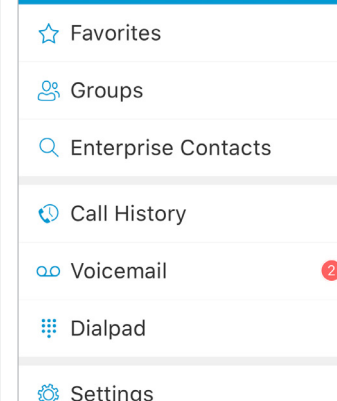 Favorites
Groups
Enterprise Contacts
Call History
Voicemail
2
Dialpad
Settings